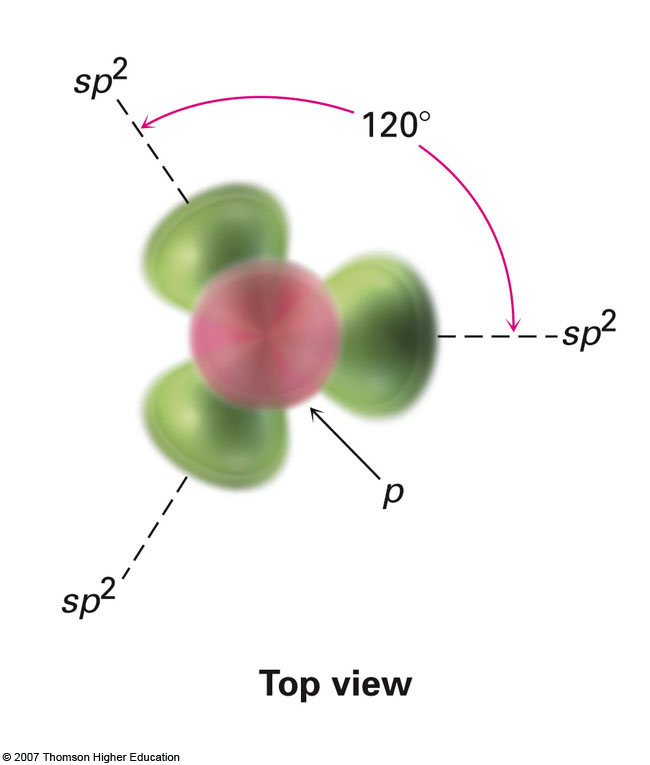 sp²
120°
sp²
p
sp²
Top view
© 2007 Thomson Higher Education